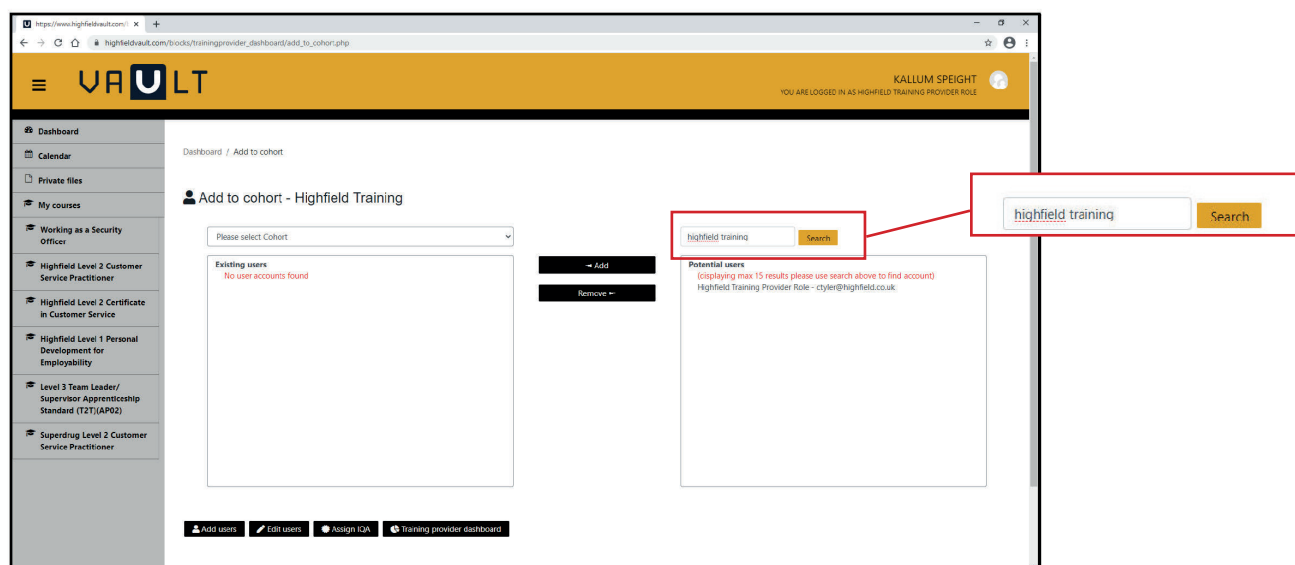 https://www.highfieldvault.com/
highfieldvault.com/blocks/trainingprovider_dashboard/add_to_cohort.php
VAULT
KALLUM SPEIGHT
YOU ARE LOGGED IN AS HIGHFIELD TRAINING PROVIDER ROLE
Dashboard
Calendar
Private files
My courses
Working as a Security
Officer
Highfield Level 2 Customer
Service Practitioner
Highfield Level 2 Certificate
in Customer Service
Highfield Level 1 Personal
Development for
Employability
Level 3 Team Leader/
Supervisor Apprenticeship
Standard (T2T)(AP02)
Superdrug Level 2 Customer
Service Practitioner
Dashboard / Add to cohort
Add to cohort - Highfield Training
Please select Cohort
Existing users
No user accounts found
Add
Remove
highfield training
Search
Potential users
(displaying max 15 results please use search above to find account)
Highfield Training Provider Role - ctyler@highfield.co.uk
highfield training
Search
Add users
Edit users
Assign IQA
Training provider dashboard